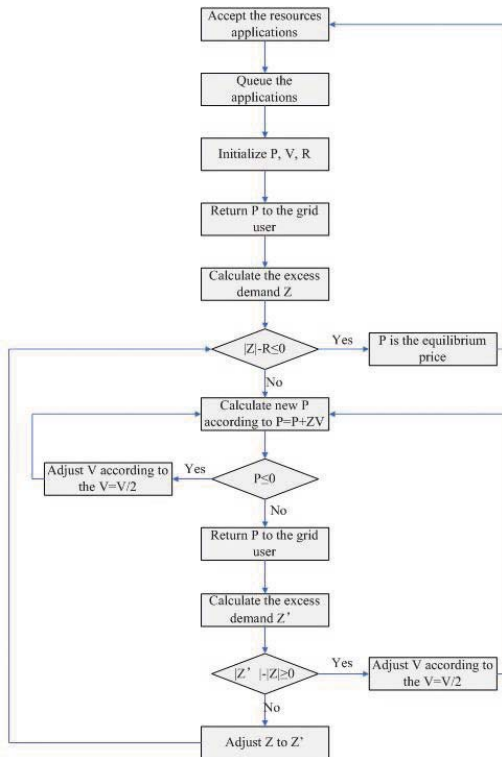 Accept the resources
applications
Queue the
applications
Initialize P, V, R
Return P to the grid
user
Calculate the excess
demand Z
|Z|-R≤0
Yes
P is the equilibrium
price
No
Calculate new P
according to P=P+ZV
Adjust V according to
the V=V/2
Yes
P≤0
No
Return P to the grid
user
Calculate the excess
demand Z’
|Z’ |-|Z|≥0
Yes
Adjust V according to
the V=V/2
No
Adjust Z to Z’